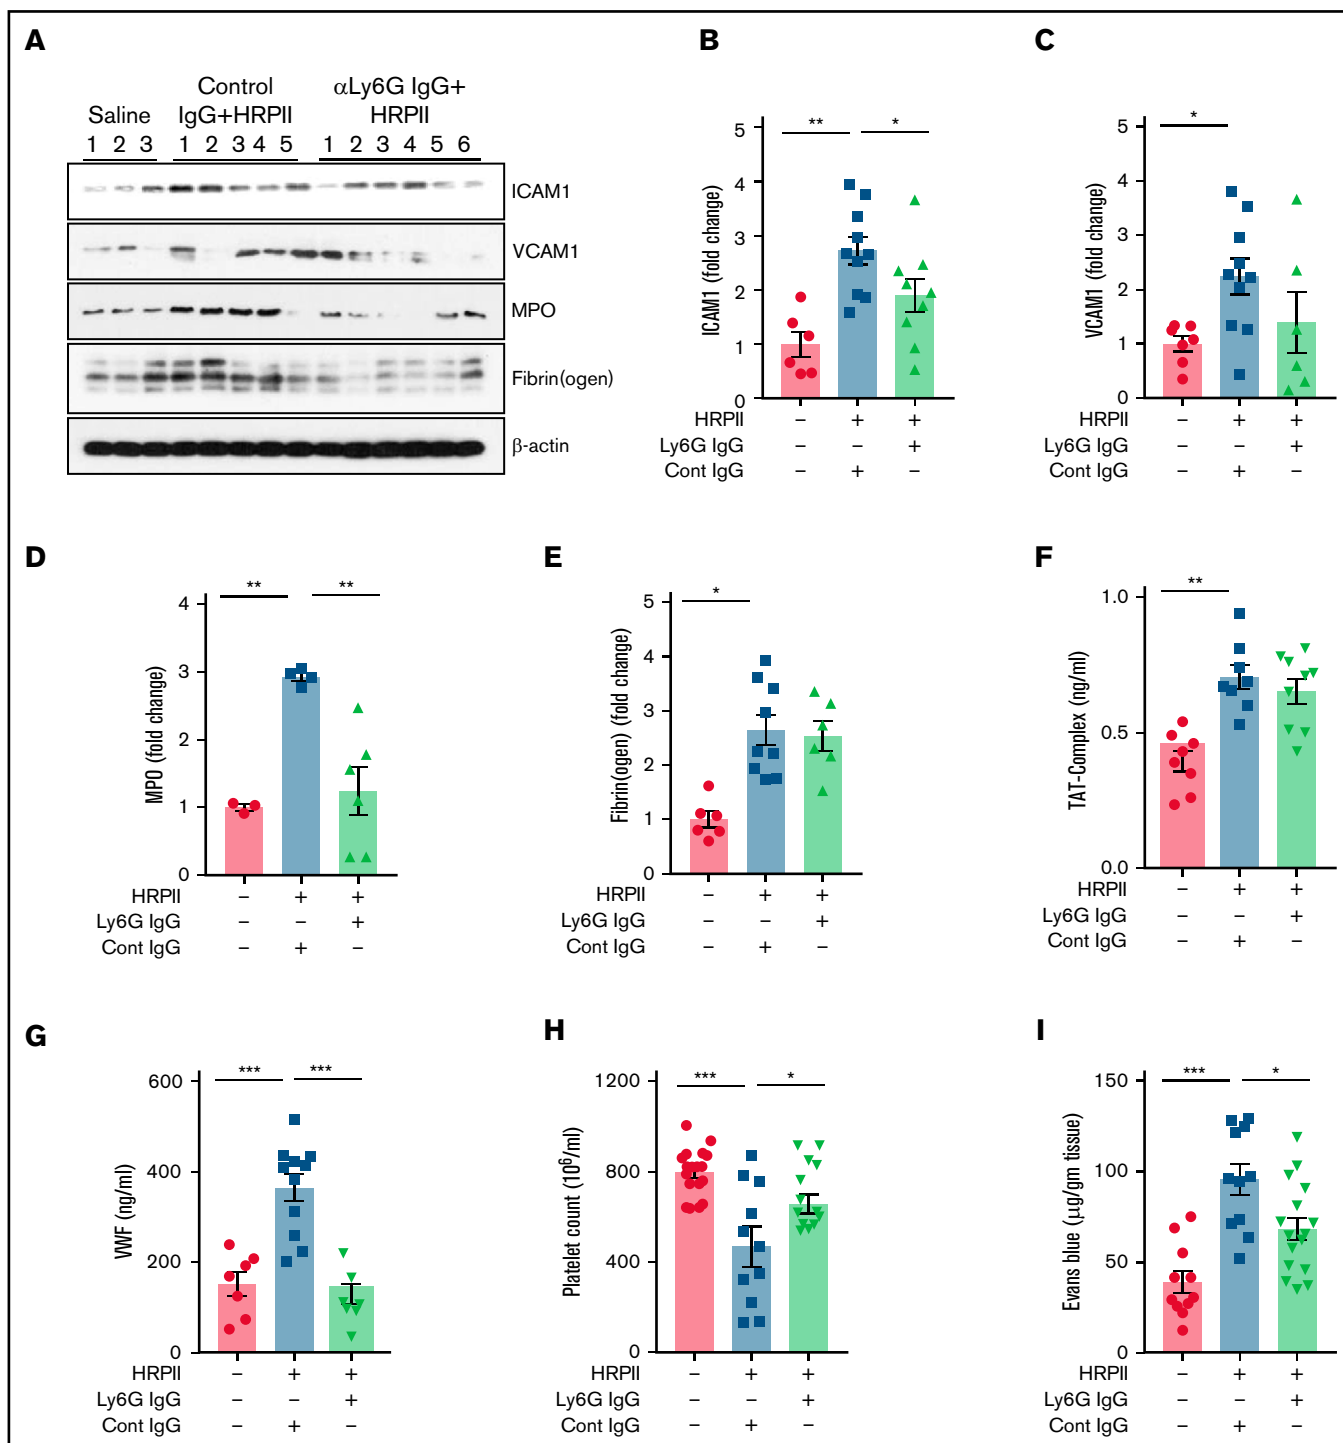 A
Saline
Control
IgG+HRPII
αLy6G IgG+
HRPII
1 2 3 1 2 3 4 5 1 2 3 4 5 6
ICAM1
VCAM1
MPO
Fibrin(ogen)
β-actin
B
ICAM1 (fold change)
5
4
3
2
1
0
** *
HRPII − + +
Ly6G IgG − − +
Cont IgG − + −
C
VCAM1 (fold change)
5
4
3
2
1
0
*
HRPII − + +
Ly6G IgG − − +
Cont IgG − + −
D
MPO (fold change)
4
3
2
1
0
** **
HRPII − + +
Ly6G IgG − − +
Cont IgG − + −
E
Fibrin(ogen) (fold change)
5
4
3
2
1
0
*
HRPII − + +
Ly6G IgG − − +
Cont IgG − + −
F
TAT-Complex (ng/ml)
1.0
0.5
0.0
**
HRPII − + +
Ly6G IgG − − +
Cont IgG − + −
G
VWF (ng/ml)
600
400
200
0
*** ***
HRPII − + +
Ly6G IgG − − +
Cont IgG − + −
H
Platelet count (10⁶/ml)
1200
800
400
0
*** *
HRPII − + +
Ly6G IgG − − +
Cont IgG − + −
I
Evans blue (μg/gm tissue)
150
100
50
0
*** *
HRPII − + +
Ly6G IgG − − +
Cont IgG − + −